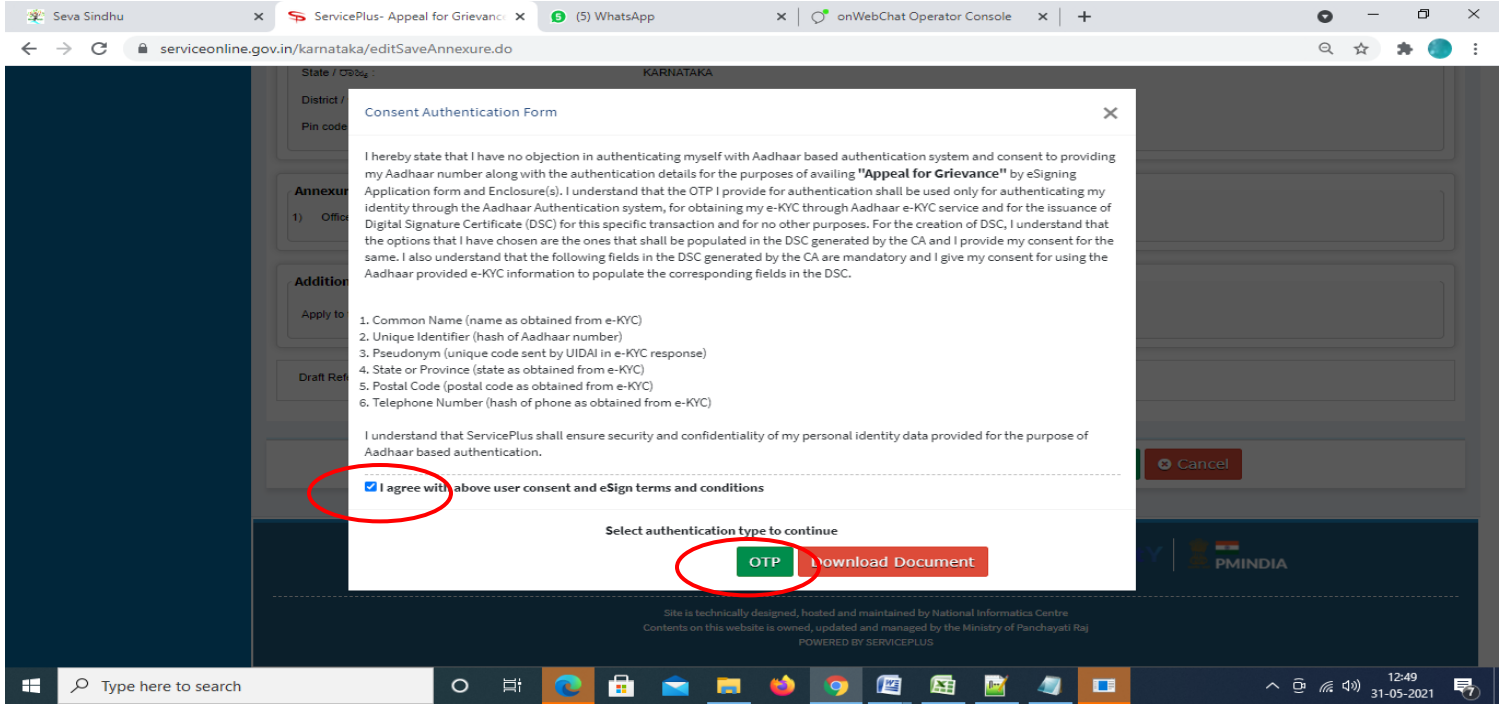 Seva Sindhu
ServicePlus- Appeal for Grievance
(5) WhatsApp
onWebChat Operator Console
serviceonline.gov.in/karnataka/editSaveAnnexure.do
State / ರಾಜ್ಯ :
KARNATAKA
District /
Pin code
Consent Authentication Form
I hereby state that I have no objection in authenticating myself with Aadhaar based authentication system and consent to providing
my Aadhaar number along with the authentication details for the purposes of availing "Appeal for Grievance" by eSigning
Application form and Enclosure(s). I understand that the OTP I provide for authentication shall be used only for authenticating my
identity through the Aadhaar Authentication system, for obtaining my e-KYC through Aadhaar e-KYC service and for the issuance of
Digital Signature Certificate (DSC) for this specific transaction and for no other purposes. For the creation of DSC, I understand that
the options that I have chosen are the ones that shall be populated in the DSC generated by the CA and I provide my consent for the
same. I also understand that the following fields in the DSC generated by the CA are mandatory and I give my consent for using the
Aadhaar provided e-KYC information to populate the corresponding fields in the DSC.
Annexur
1) Office
Addition
Apply to
Draft Ref
1. Common Name (name as obtained from e-KYC)
2. Unique Identifier (hash of Aadhaar number)
3. Pseudonym (unique code sent by UIDAI in e-KYC response)
4. State or Province (state as obtained from e-KYC)
5. Postal Code (postal code as obtained from e-KYC)
6. Telephone Number (hash of phone as obtained from e-KYC)
I understand that ServicePlus shall ensure security and confidentiality of my personal identity data provided for the purpose of
Aadhaar based authentication.
Cancel
I agree with above user consent and eSign terms and conditions
Select authentication type to continue
OTP
Download Document
Y
PMINDIA
Site is technically designed, hosted and maintained by National Informatics Centre
Contents on this website is owned, updated and managed by the Ministry of Panchayati Raj
POWERED BY SERVICEPLUS
Type here to search
12:49
31-05-2021
7